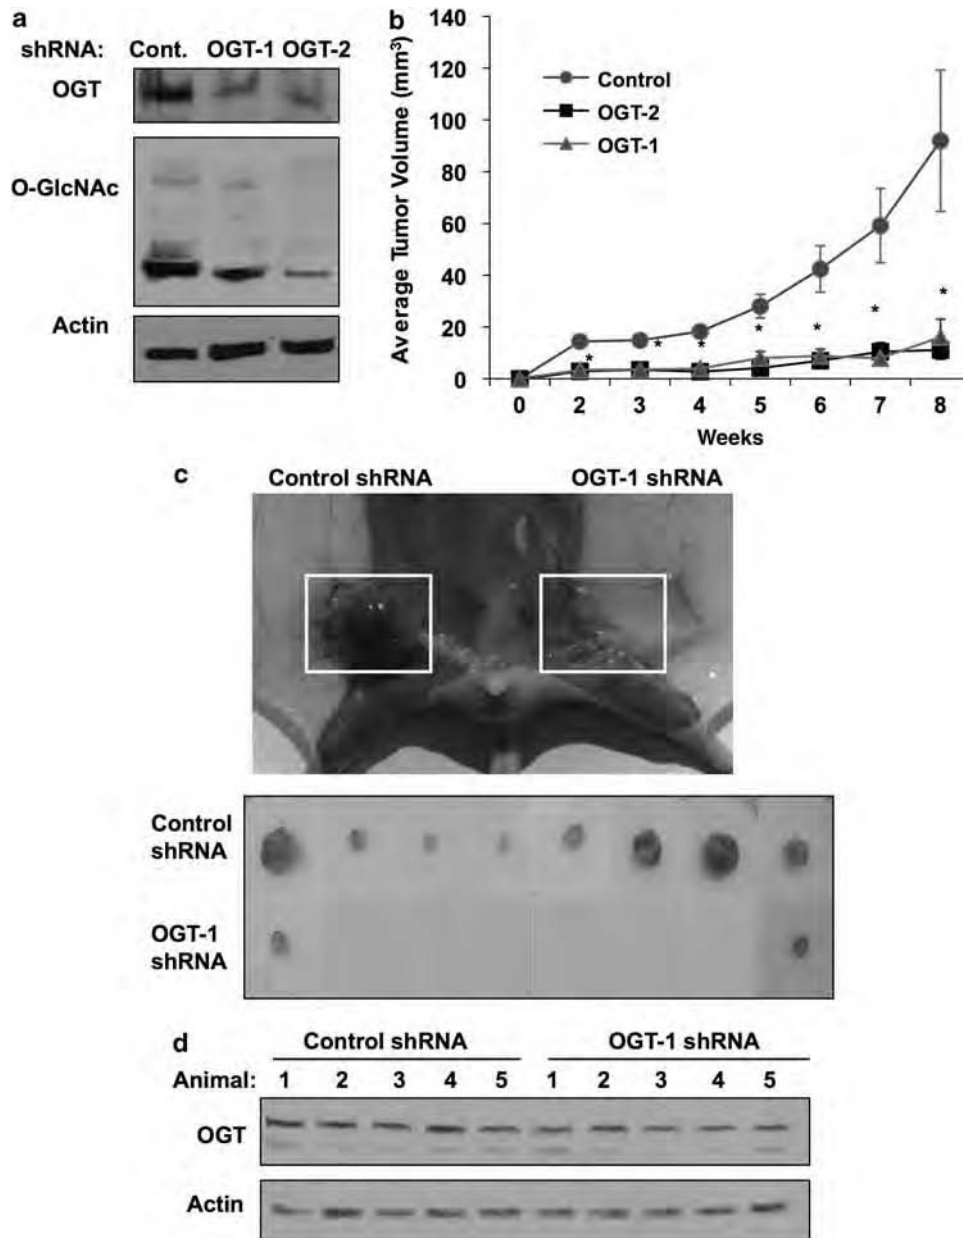 a
shRNA: Cont. OGT-1 OGT-2
OGT
O-GlcNAc
Actin
b
Average Tumor Volume (mm³)
140
120
100
80
60
40
20
0
Control
OGT-2
OGT-1
* * * * * * *
0 2 3 4 5 6 7 8
Weeks
c
Control shRNA OGT-1 shRNA
Control
shRNA
OGT-1
shRNA
d
Control shRNA OGT-1 shRNA
Animal: 1 2 3 4 5 1 2 3 4 5
OGT
Actin